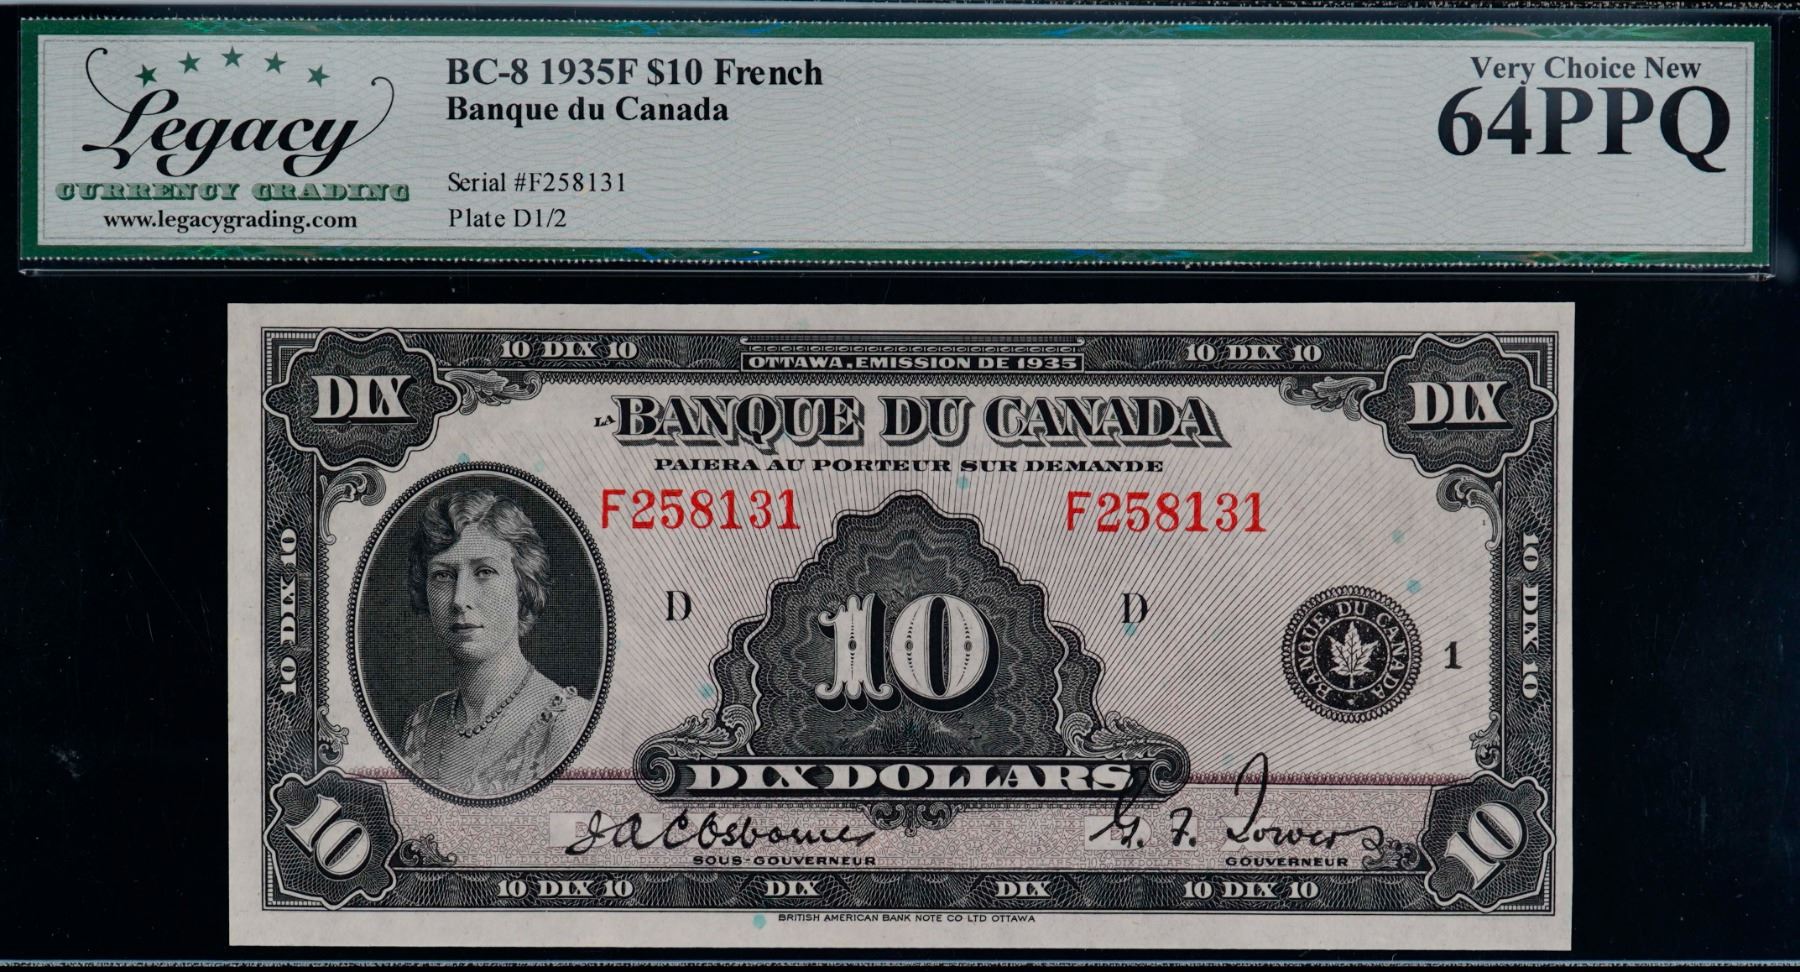 Legacy
CURRENCY GRADING
www.legacygrading.com
BC-8 1935F $10 French
Banque du Canada
Serial #F258131
Plate D1/2
Very Choice New
64PPQ
10 DIX 10
OTTAWA, EMISSION DE 1935
10 DIX 10
DIX
DIX
LA BANQUE DU CANADA
PAIERA AU PORTEUR SUR DEMANDE
F258131
F258131
10 DIX 10
D
10
D
BANQUE DU CANADA
1
10 DIX 10
DIX DOLLARS
10
J A C Osborne
SOUS-GOUVERNEUR
G. F. Towers
GOUVERNEUR
10
10 DIX 10
DIX
DIX
10 DIX 10
BRITISH AMERICAN BANK NOTE CO LTD OTTAWA